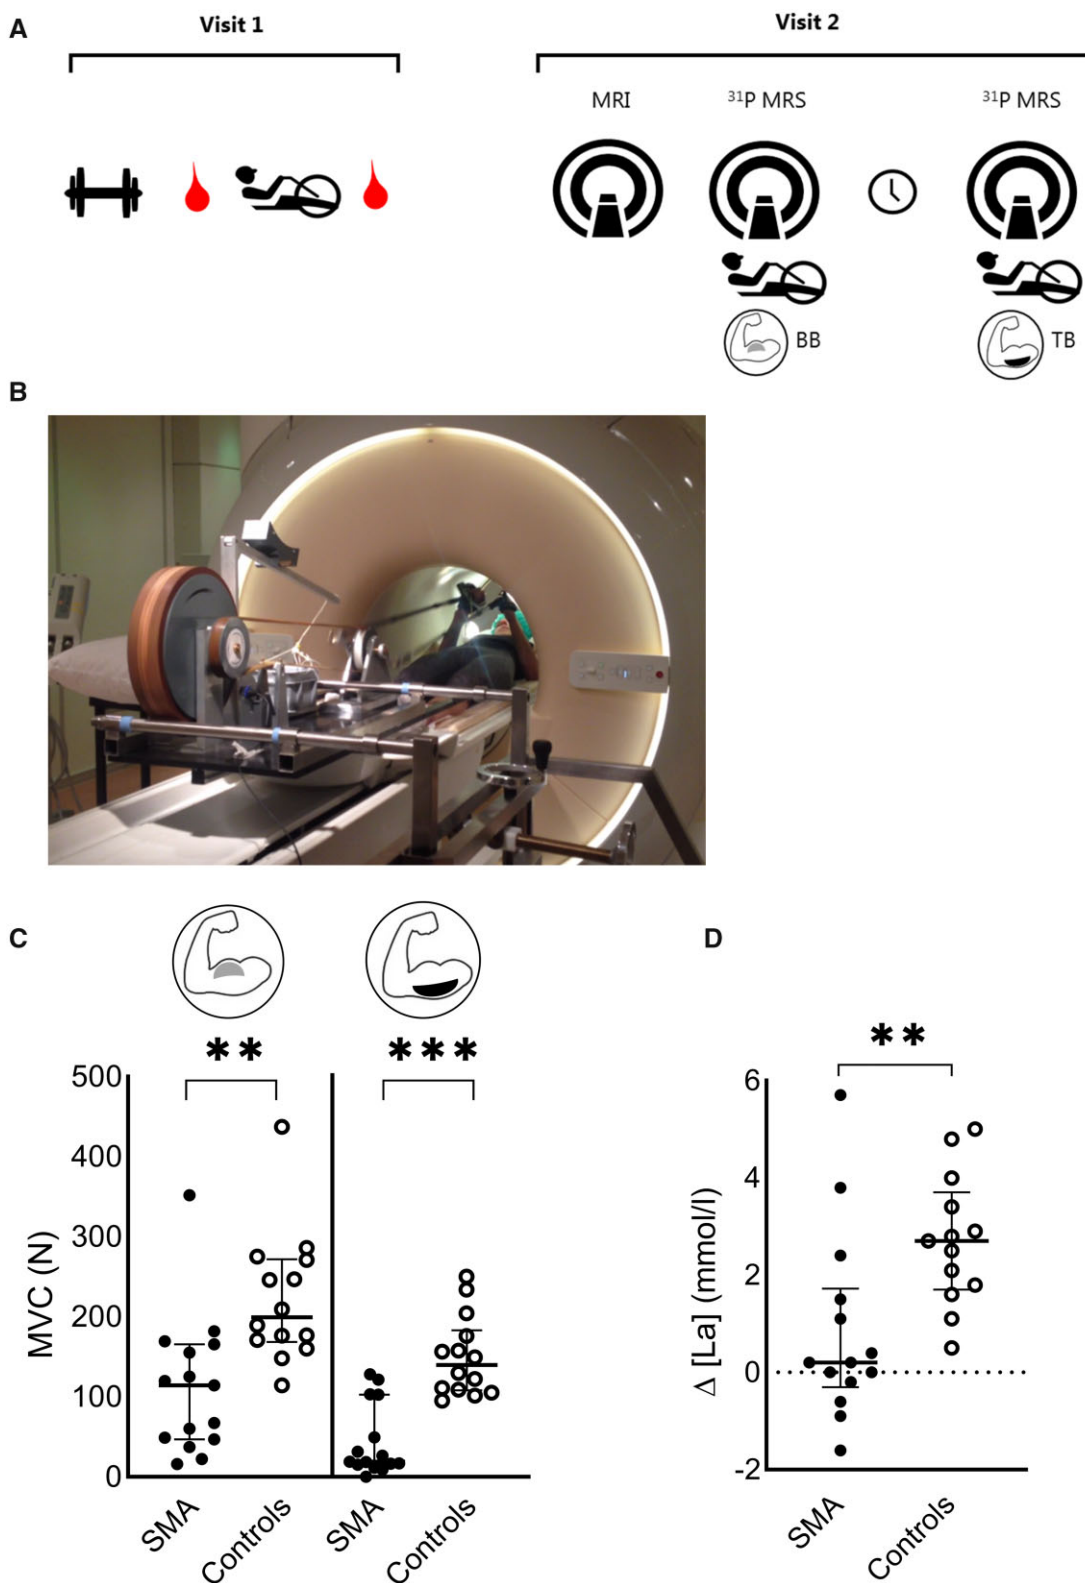 A
Visit 1
Visit 2
MRI
³¹P MRS
³¹P MRS
BB
TB
B
C
D
**
***
**
MVC (N)
500
400
300
200
100
0
SMA
Controls
SMA
Controls
Δ [La] (mmol/l)
6
4
2
0
-2
SMA
Controls